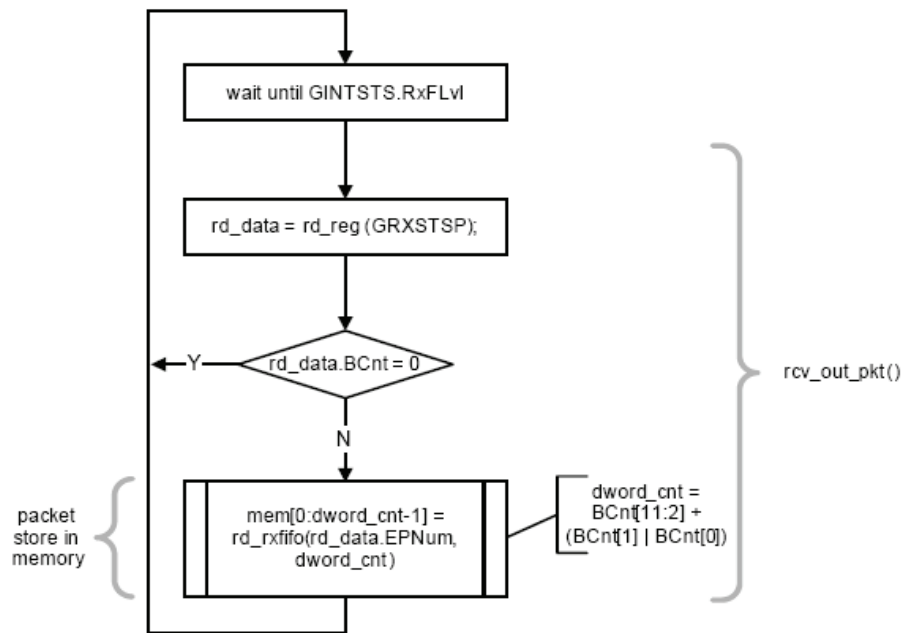 wait until GINTSTS.RxFLvl
rd_data = rd_reg (GRXSTSP);
rd_data.BCnt = 0
Y
N
rcv_out_pkt()
packet
store in
memory
mem[0:dword_cnt-1] =
rd_rxfifo(rd_data.EPNum,
dword_cnt)
dword_cnt =
BCnt[11:2] +
(BCnt[1] | BCnt[0])